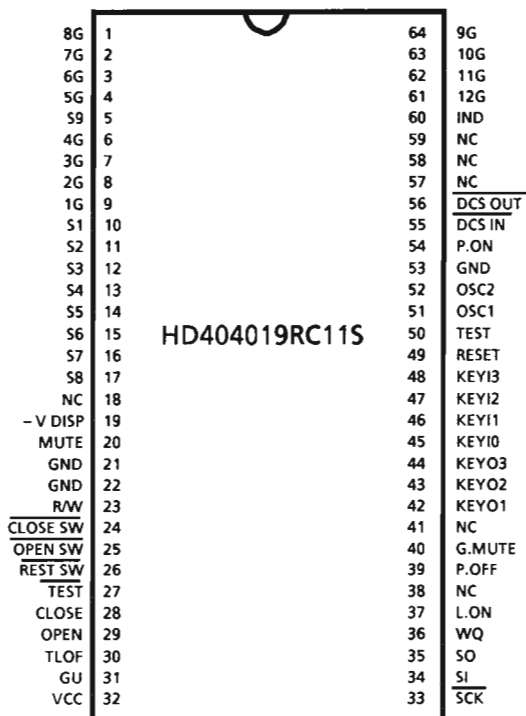 8G 1 64 9G
7G 2 63 10G
6G 3 62 11G
5G 4 61 12G
S9 5 60 IND
4G 6 59 NC
3G 7 58 NC
2G 8 57 NC
1G 9 56 DCS OUT
S1 10 55 DCS IN
S2 11 54 P.ON
S3 12 53 GND
S4 13 52 OSC2
S5 14 51 OSC1
S6 15 HD404019RC11S 50 TEST
S7 16 49 RESET
S8 17 48 KEYI3
NC 18 47 KEYI2
– V DISP 19 46 KEYI1
MUTE 20 45 KEYI0
GND 21 44 KEYO3
GND 22 43 KEYO2
R/W 23 42 KEYO1
CLOSE SW 24 41 NC
OPEN SW 25 40 G.MUTE
REST SW 26 39 P.OFF
TEST 27 38 NC
CLOSE 28 37 L.ON
OPEN 29 36 WQ
TLOF 30 35 SO
GU 31 34 SI
VCC 32 33 SCK